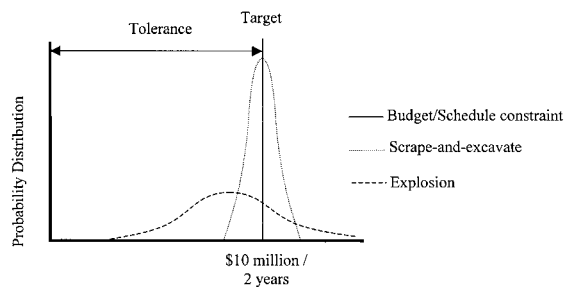 Target
Tolerance
Probability Distribution
Budget/Schedule constraint
Scrape-and-excavate
Explosion
$10 million /
2 years